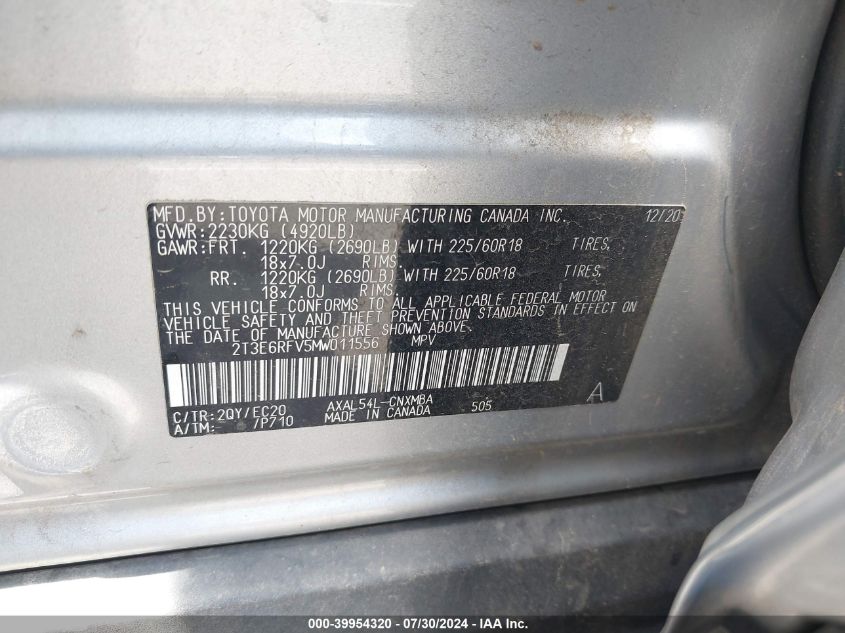 MFD.BY:TOYOTA MOTOR MANUFACTURING CANADA INC. 12/20
GVWR:2230KG (4920LB)
GAWR:FRT. 1220KG (2690LB) WITH 225/60R18 TIRES,
18x7.0J RIMS.
RR. 1220KG (2690LB) WITH 225/60R18 TIRES,
18x7.0J RIMS.
THIS VEHICLE CONFORMS TO ALL APPLICABLE FEDERAL MOTOR
VEHICLE SAFETY AND THEFT PREVENTION STANDARDS IN EFFECT ON
THE DATE OF MANUFACTURE SHOWN ABOVE.
2T3E6RFV5MW011556 MPV
C/TR:2QY/EC20 AXAL54L-CNXMBA 505 A
A/TM: 7P710 MADE IN CANADA
000-39954320 - 07/30/2024 - IAA Inc.